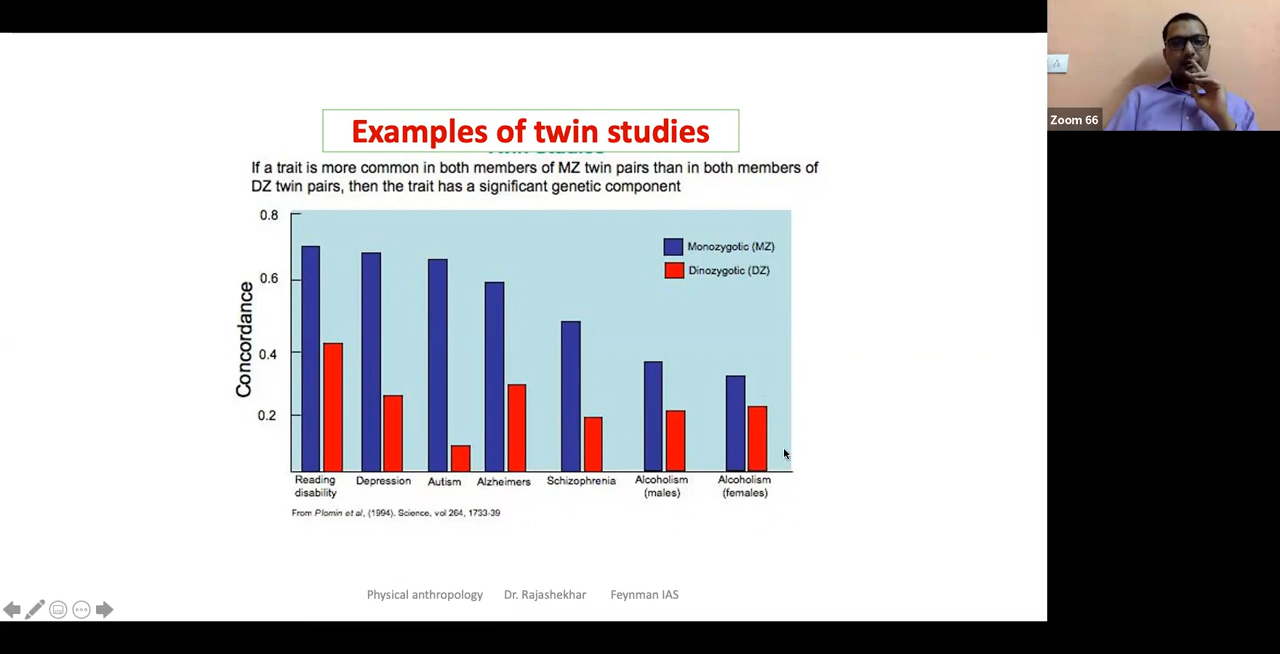 Examples of twin studies
If a trait is more common in both members of MZ twin pairs than in both members of
DZ twin pairs, then the trait has a significant genetic component
0.8
0.6
0.4
0.2
Concordance
Monozygotic (MZ)
Dinozygotic (DZ)
Reading
disability
Depression
Autism
Alzheimers
Schizophrenia
Alcoholism
(males)
Alcoholism
(females)
From Plomin et al, (1994). Science, vol 264, 1733-39
Physical anthropology Dr. Rajashekhar Feynman IAS
Zoom 66